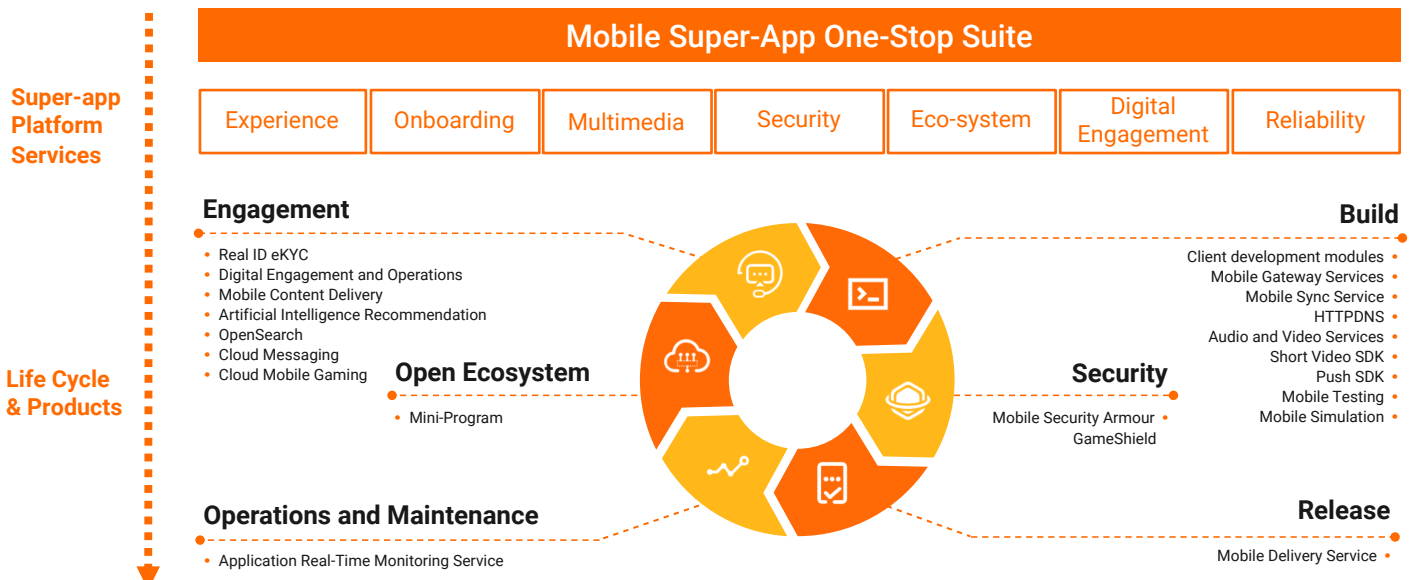 Mobile Super-App One-Stop Suite
Super-app
Platform
Services
Experience
Onboarding
Multimedia
Security
Eco-system
Digital
Engagement
Reliability
Life Cycle
& Products
Engagement
• Real ID eKYC
• Digital Engagement and Operations
• Mobile Content Delivery
• Artificial Intelligence Recommendation
• OpenSearch
• Cloud Messaging
• Cloud Mobile Gaming
Open Ecosystem
• Mini-Program
Operations and Maintenance
• Application Real-Time Monitoring Service
Build
Client development modules •
Mobile Gateway Services •
Mobile Sync Service •
HTTPDNS •
Audio and Video Services •
Short Video SDK •
Push SDK •
Mobile Testing •
Mobile Simulation •
Security
Mobile Security Armour •
GameShield
Release
Mobile Delivery Service •